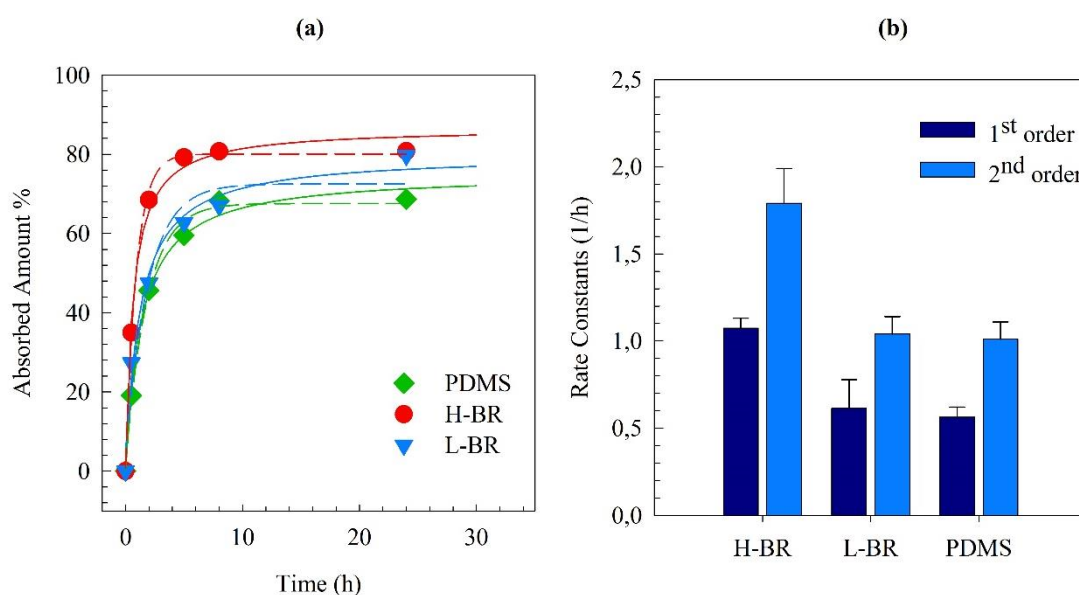 (a)
100
80
60
40
20
0
Absorbed Amount %
PDMS
H-BR
L-BR
0 10 20 30
Time (h)
(b)
2,5
2,0
1,5
1,0
0,5
0,0
Rate Constants (1/h)
1st order
2nd order
H-BR L-BR PDMS